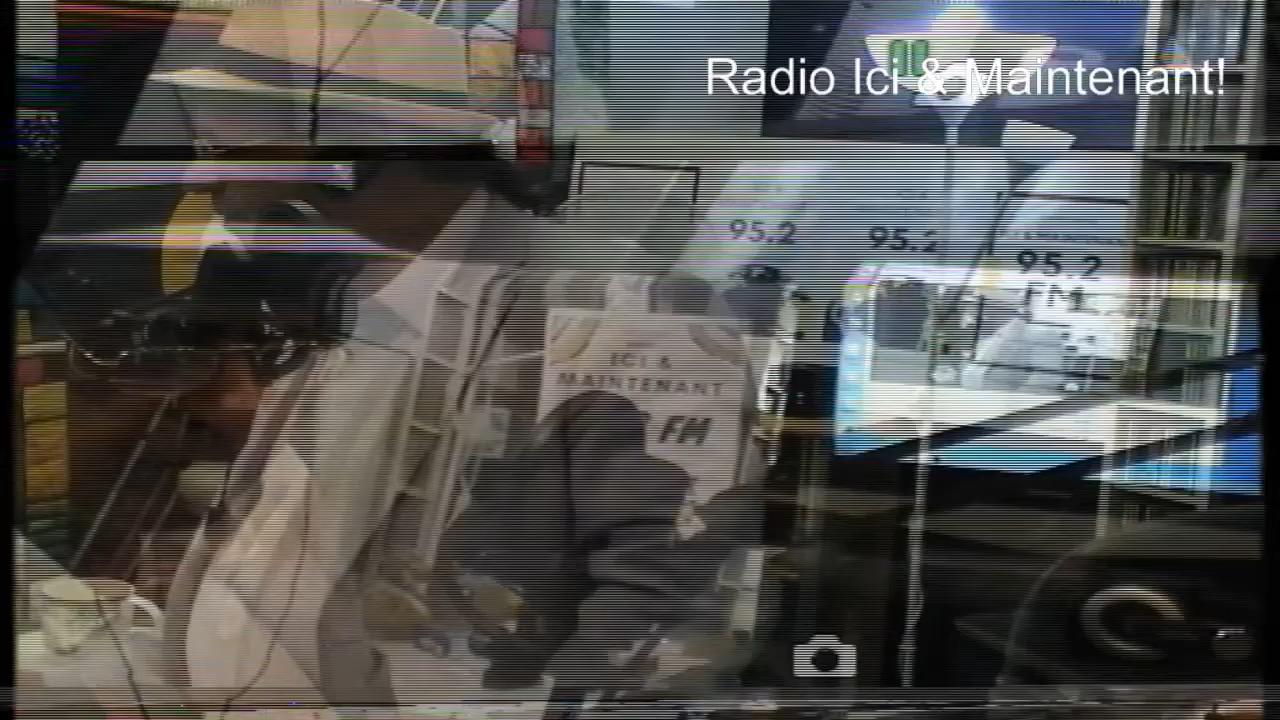 Radio Ici & Maintenant!
95.2
95.2
95.2
FM
ICI &
MAINTENANT
FM